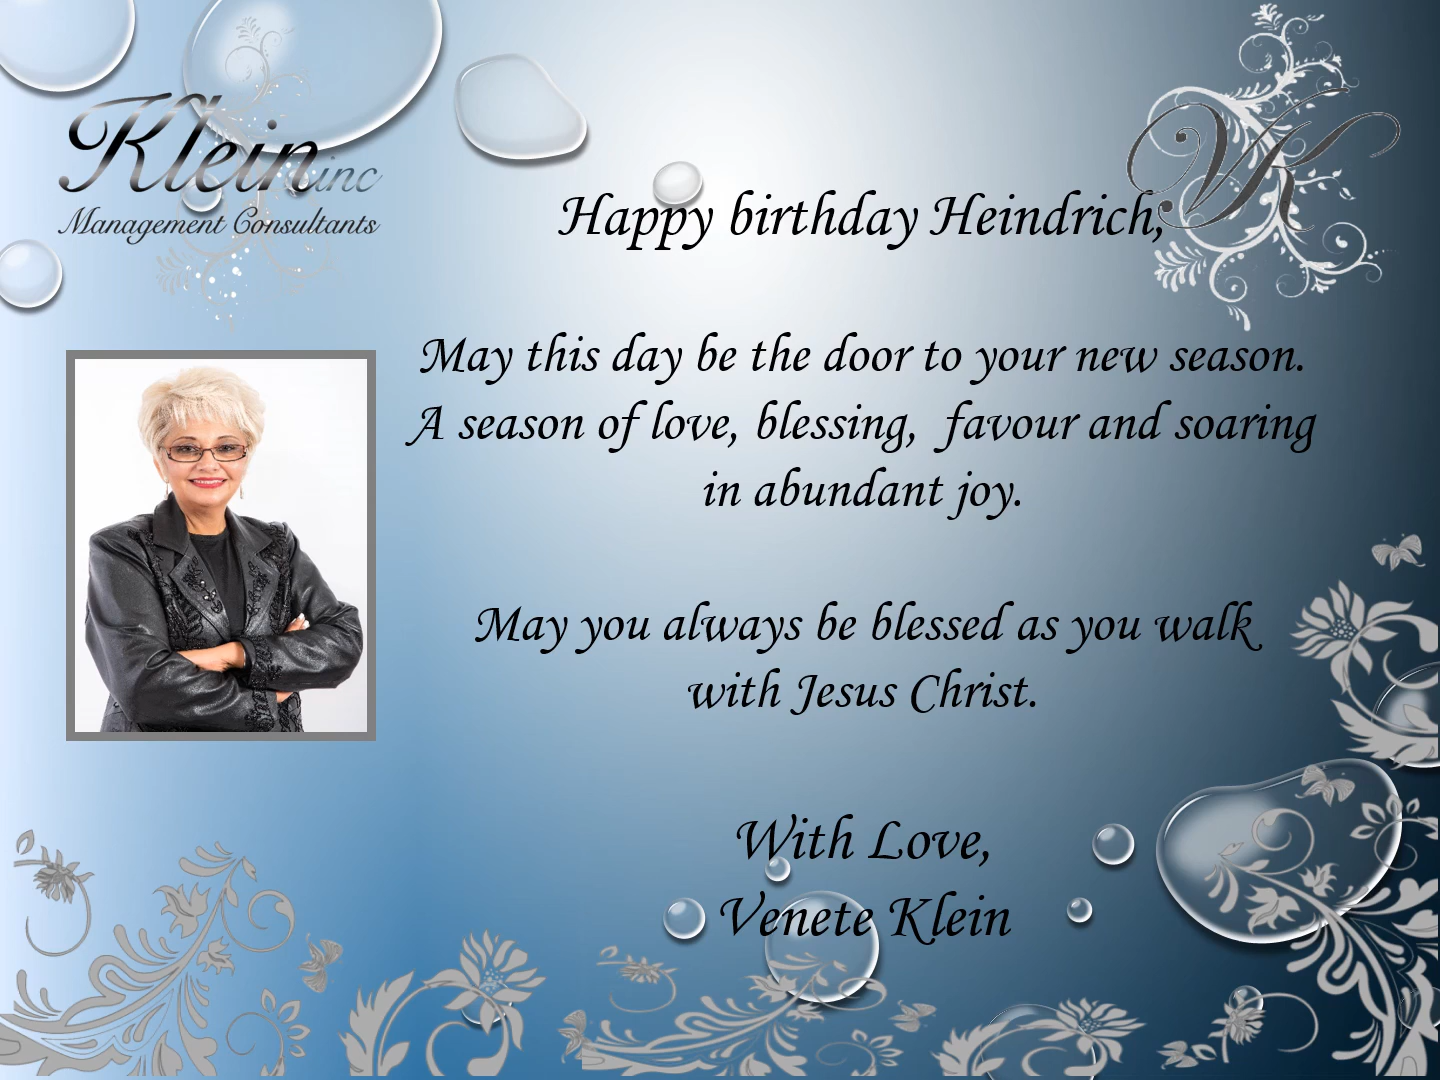 Klein inc
Management Consultants
VK
Happy birthday Heindrich,
May this day be the door to your new season.
A season of love, blessing,  favour and soaring
in abundant joy.
May you always be blessed as you walk
with Jesus Christ.
With Love,
Venete Klein